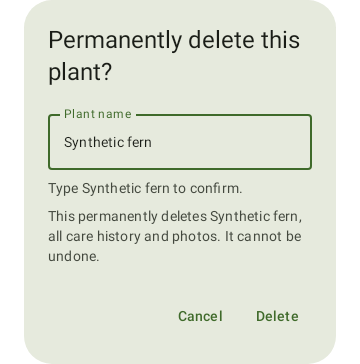 Permanently delete this
plant?
Plant name
Synthetic fern
Type Synthetic fern to confirm.
This permanently deletes Synthetic fern,
all care history and photos. It cannot be
undone.
Cancel Delete